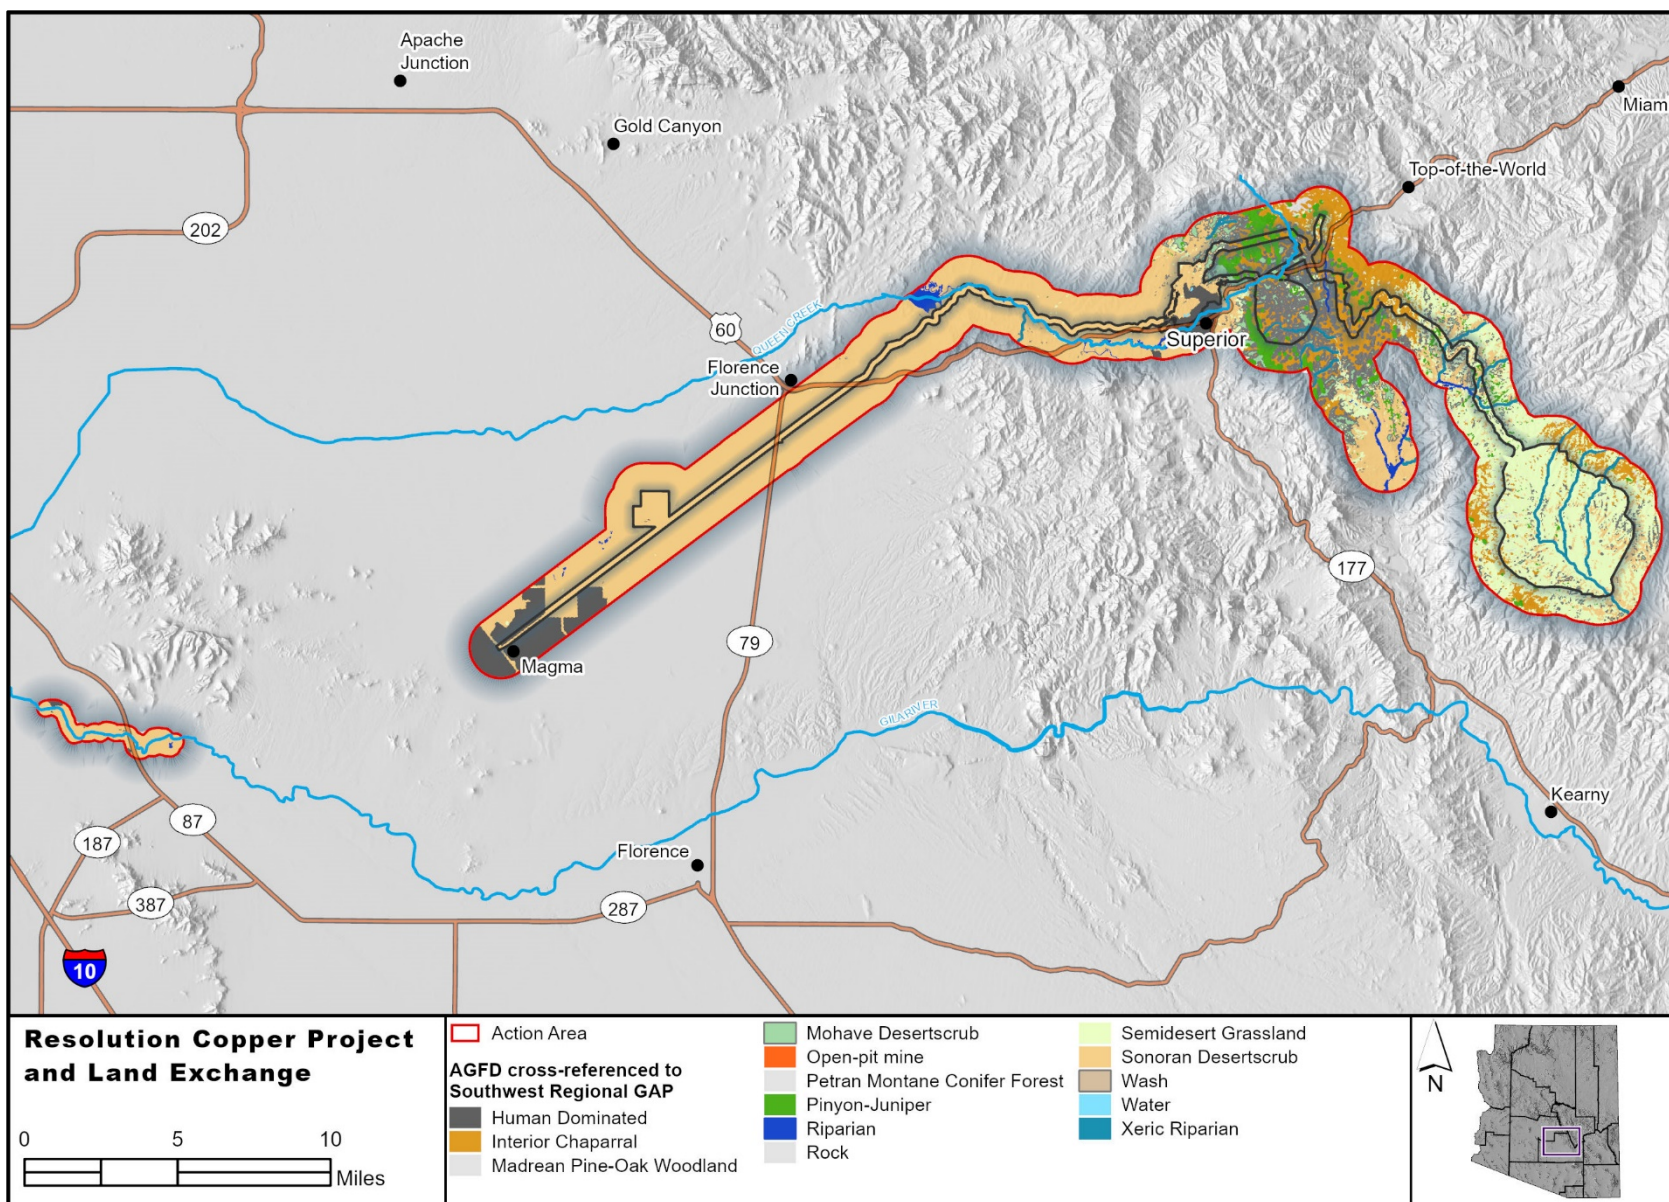 Apache
Junction
Gold Canyon
Miam
Top-of-the-World
202
60
QUEEN CREEK
Superior
Florence
Junction
177
79
Magma
GILA RIVER
Kearny
87
187
Florence
387
287
10
Resolution Copper Project
and Land Exchange
0 5 10
Miles
Action Area
AGFD cross-referenced to
Southwest Regional GAP
Human Dominated
Interior Chaparral
Madrean Pine-Oak Woodland
Mohave Desertscrub
Open-pit mine
Petran Montane Conifer Forest
Pinyon-Juniper
Riparian
Rock
Semidesert Grassland
Sonoran Desertscrub
Wash
Water
Xeric Riparian
N